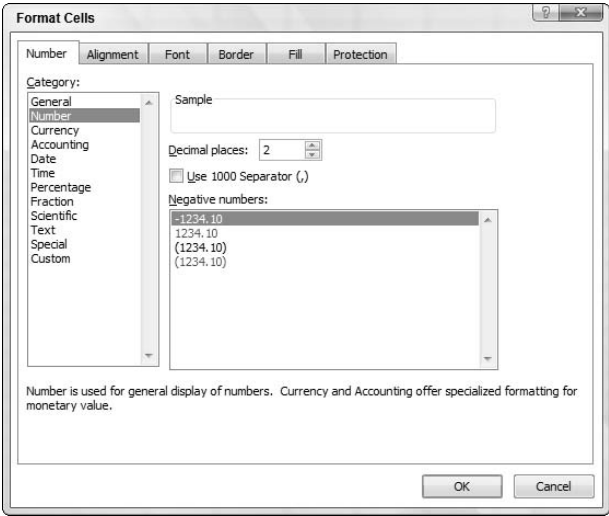 Format Cells
Number Alignment Font Border Fill Protection
Category:
General
Number
Currency
Accounting
Date
Time
Percentage
Fraction
Scientific
Text
Special
Custom
Sample
Decimal places: 2
Use 1000 Separator (,)
Negative numbers:
-1234.10
1234.10
(1234.10)
(1234.10)
Number is used for general display of numbers. Currency and Accounting offer specialized formatting for
monetary value.
OK Cancel